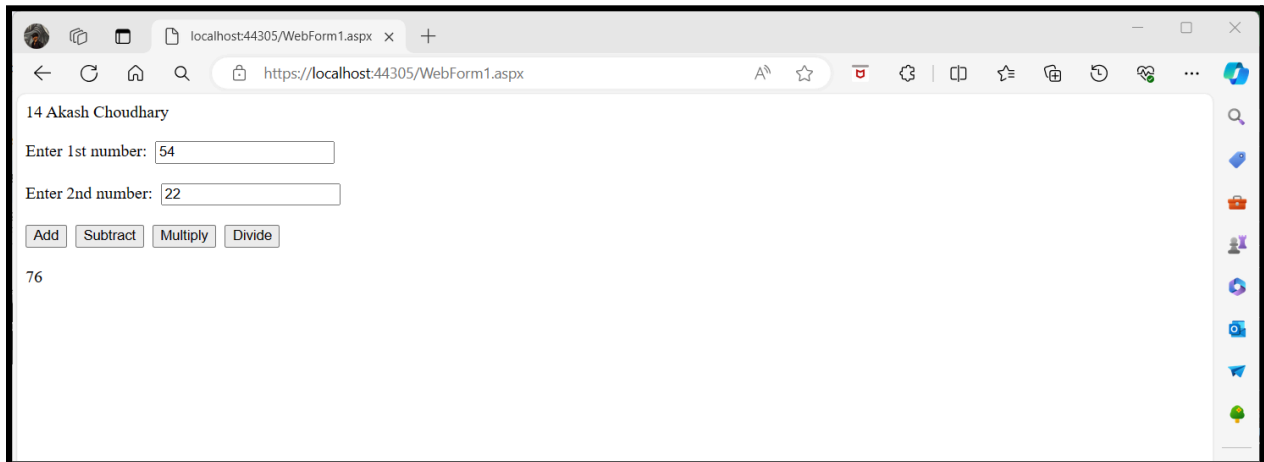 localhost:44305/WebForm1.aspx
https://localhost:44305/WebForm1.aspx
14 Akash Choudhary
Enter 1st number: 54
Enter 2nd number: 22
Add Subtract Multiply Divide
76